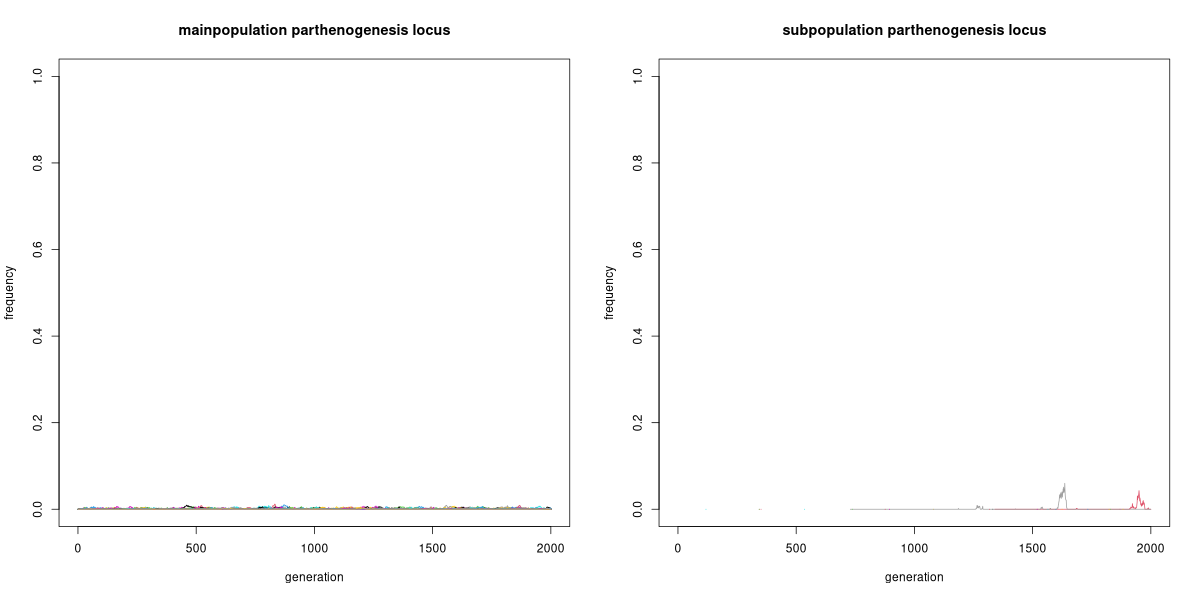 mainpopulation parthenogenesis locus
frequency
0.0 0.2 0.4 0.6 0.8 1.0
0 500 1000 1500 2000
generation
subpopulation parthenogenesis locus
frequency
0.0 0.2 0.4 0.6 0.8 1.0
0 500 1000 1500 2000
generation